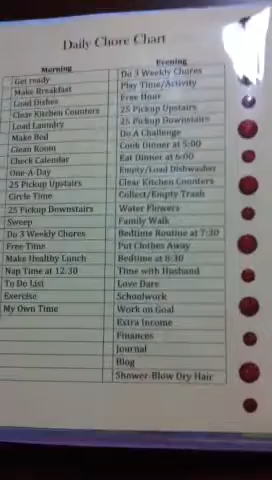 Daily Chore Chart
Morning
Get ready
Make Breakfast
Load Dishes
Clear Kitchen Counters
Load Laundry
Make Bed
Clean Room
Check Calendar
One-A-Day
25 Pickup Upstairs
Circle Time
25 Pickup Downstairs
Sweep
Do 3 Weekly Chores
Free Time
Make Healthy Lunch
Nap Time at 12:30
To Do List
Exercise
My Own Time
Evening
Do 3 Weekly Chores
Play Time/Activity
Free Hour
25 Pickup Upstairs
25 Pickup Downstairs
Do A Challenge
Cook Dinner at 5:00
Eat Dinner at 6:00
Empty/Load Dishwasher
Clear Kitchen Counters
Collect/Empty Trash
Water Flowers
Family Walk
Bedtime Routine at 7:30
Put Clothes Away
Bedtime at 8:30
Time with Husband
Love Dare
Schoolwork
Work on Goal
Extra Income
Finances
Journal
Blog
Shower-Blow Dry Hair